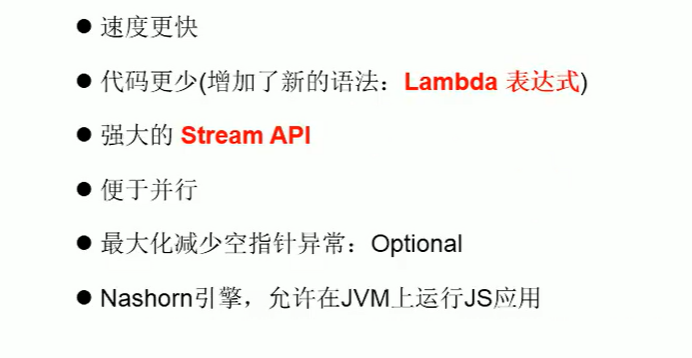 ● 速度更快
● 代码更少(增加了新的语法：Lambda 表达式)
● 强大的 Stream API
● 便于并行
● 最大化减少空指针异常：Optional
● Nashorn引擎，允许在JVM上运行JS应用